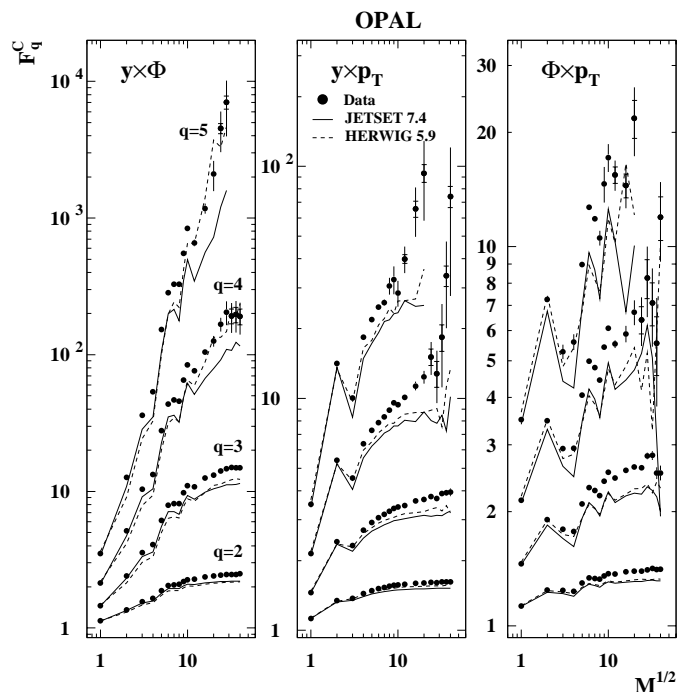 OPAL
F_q^C
y×Φ
y×p_T
Φ×p_T
Data
JETSET 7.4
HERWIG 5.9
q=5
q=4
q=3
q=2
10^4
10^3
10^2
10
1
10^2
10
1
30
20
10
9
8
7
6
5
4
3
2
1
1
10
1
10
1
10
M^1/2